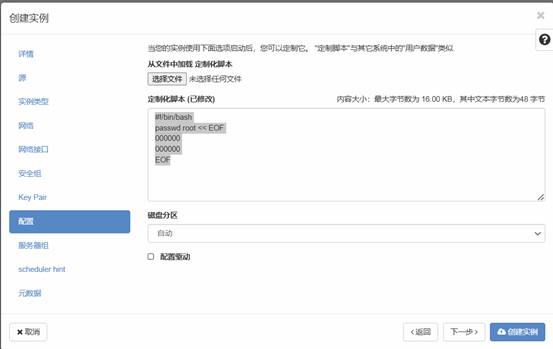 创建实例
×
?
详情
源
实例类型
网络
网络接口
安全组
Key Pair
配置
服务器组
scheduler hint
元数据
当您的实例使用下面选项启动后，您可以定制它。 "定制脚本"与其它系统中的"用户数据"类似.
从文件中加载 定制化脚本
选择文件 未选择任何文件
定制化脚本 (已修改) 内容大小：最大字节数为 16.00 KB，其中文本字节数为48 字节
#!/bin/bash
passwd root << EOF
000000
000000
EOF
磁盘分区
自动
配置驱动
×取消
‹返回
下一步›
创建实例